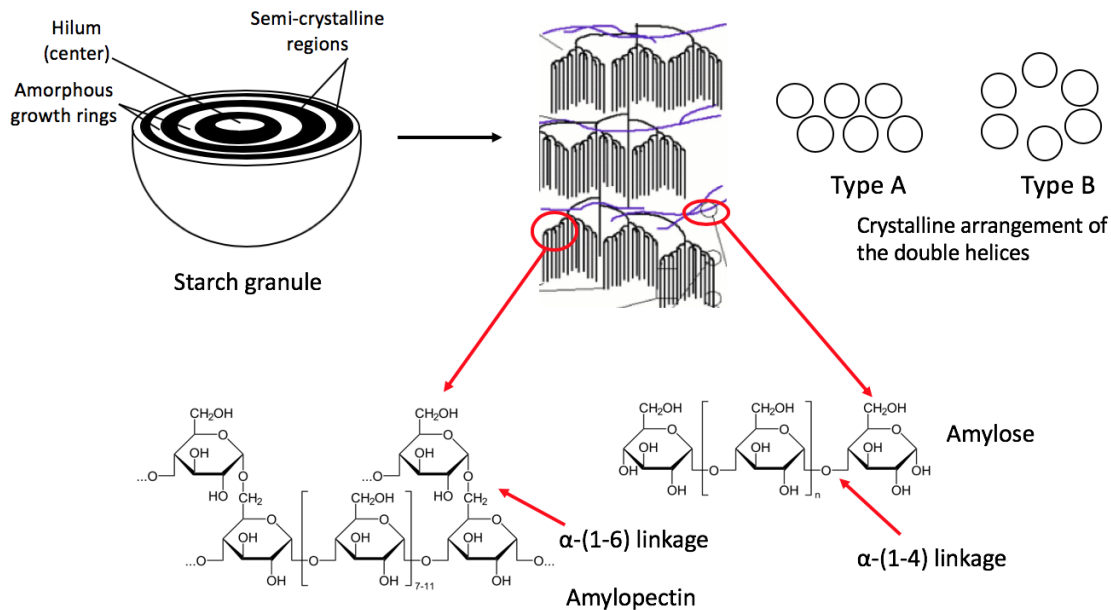 Hilum
(center)
Semi-crystalline
regions
Amorphous
growth rings
Starch granule
Type A
Type B
Crystalline arrangement of
the double helices
CH₂OH
O
OH
...O
HO
O
CH₂
CH₂OH
O
OH
...O
HO
O
CH₂
O
OH
...O
OH
O
CH₂OH
O
OH
OH
7-11
O
O
OH
OH
O...
α-(1-6) linkage
Amylopectin
CH₂OH
O
OH
OH
OH
O
CH₂OH
O
OH
OH
n
O
CH₂OH
O
OH
OH
OH
Amylose
α-(1-4) linkage